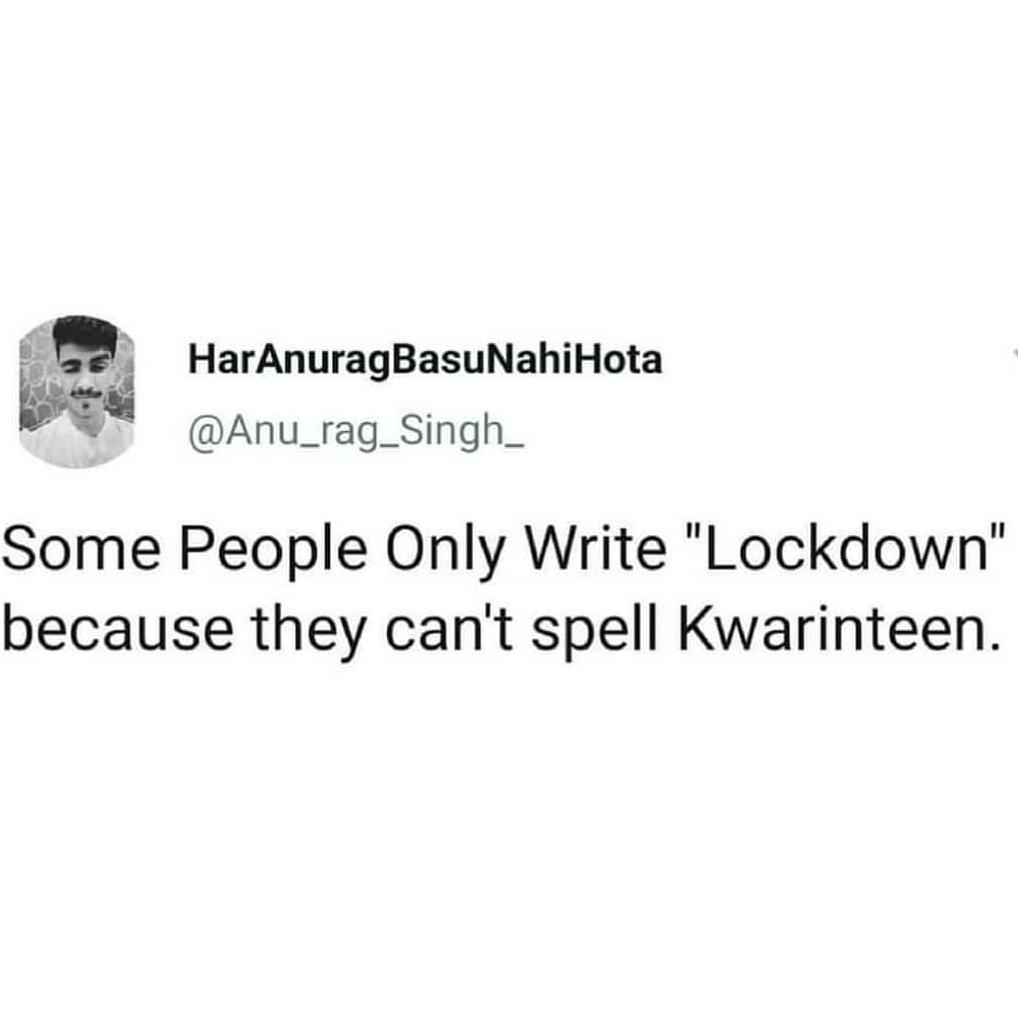 HarAnuragBasuNahiHota
@Anu_rag_Singh_
Some People Only Write "Lockdown"
because they can't spell Kwarinteen.